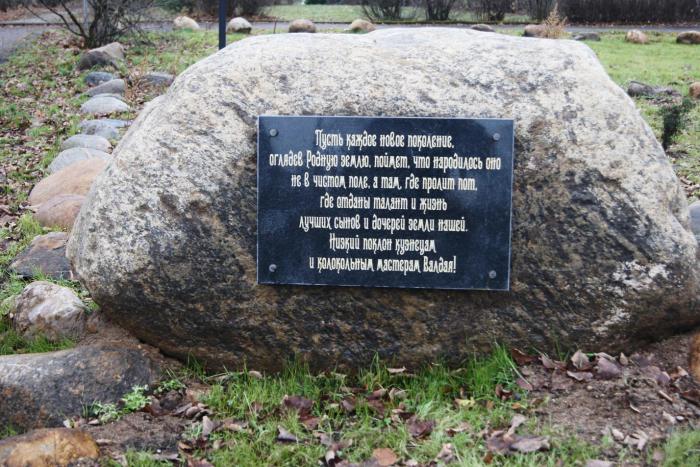 Пусть каждое новое поколение,
оглядев Родную землю, поймет, что народилось оно
не в чистом поле, а там, где пролит пот,
где отданы талант и жизнь
лучших сынов и дочерей земли нашей.
Низкий поклон кузнецам
и колокольным мастерам Валдая!